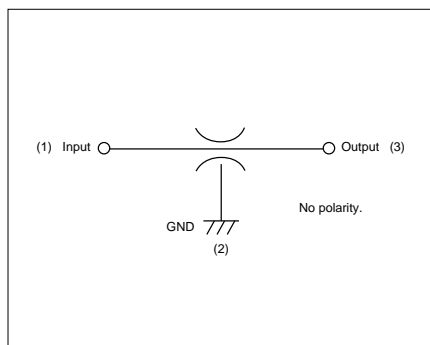 (1) Input Output (3)
No polarity.
GND
(2)